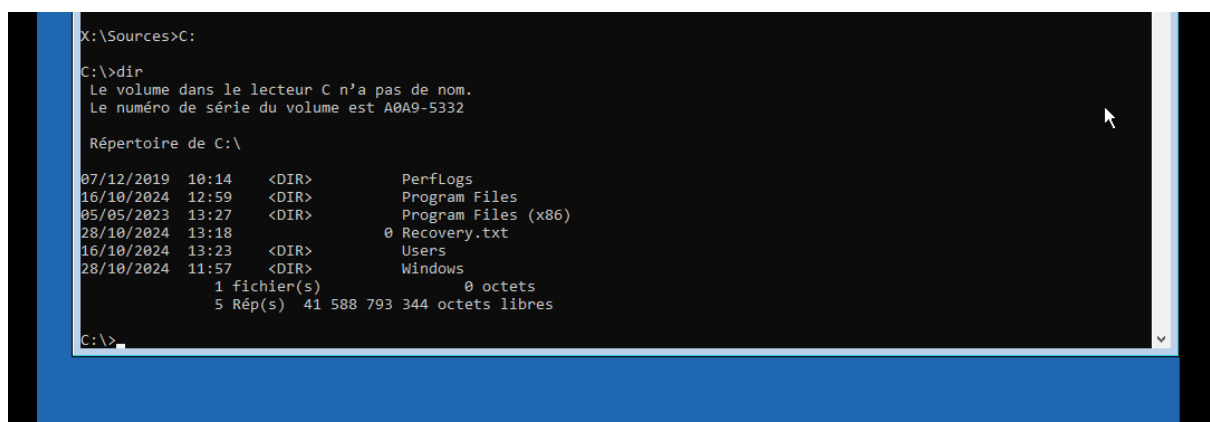 X:\Sources>C:
C:\>dir
Le volume dans le lecteur C n’a pas de nom.
Le numéro de série du volume est A0A9-5332
Répertoire de C:\
07/12/2019  10:14    <DIR>          PerfLogs
16/10/2024  12:59    <DIR>          Program Files
05/05/2023  13:27    <DIR>          Program Files (x86)
28/10/2024  13:18                 0 Recovery.txt
16/10/2024  13:23    <DIR>          Users
28/10/2024  11:57    <DIR>          Windows
1 fichier(s)                0 octets
5 Rép(s)  41 588 793 344 octets libres
C:\>